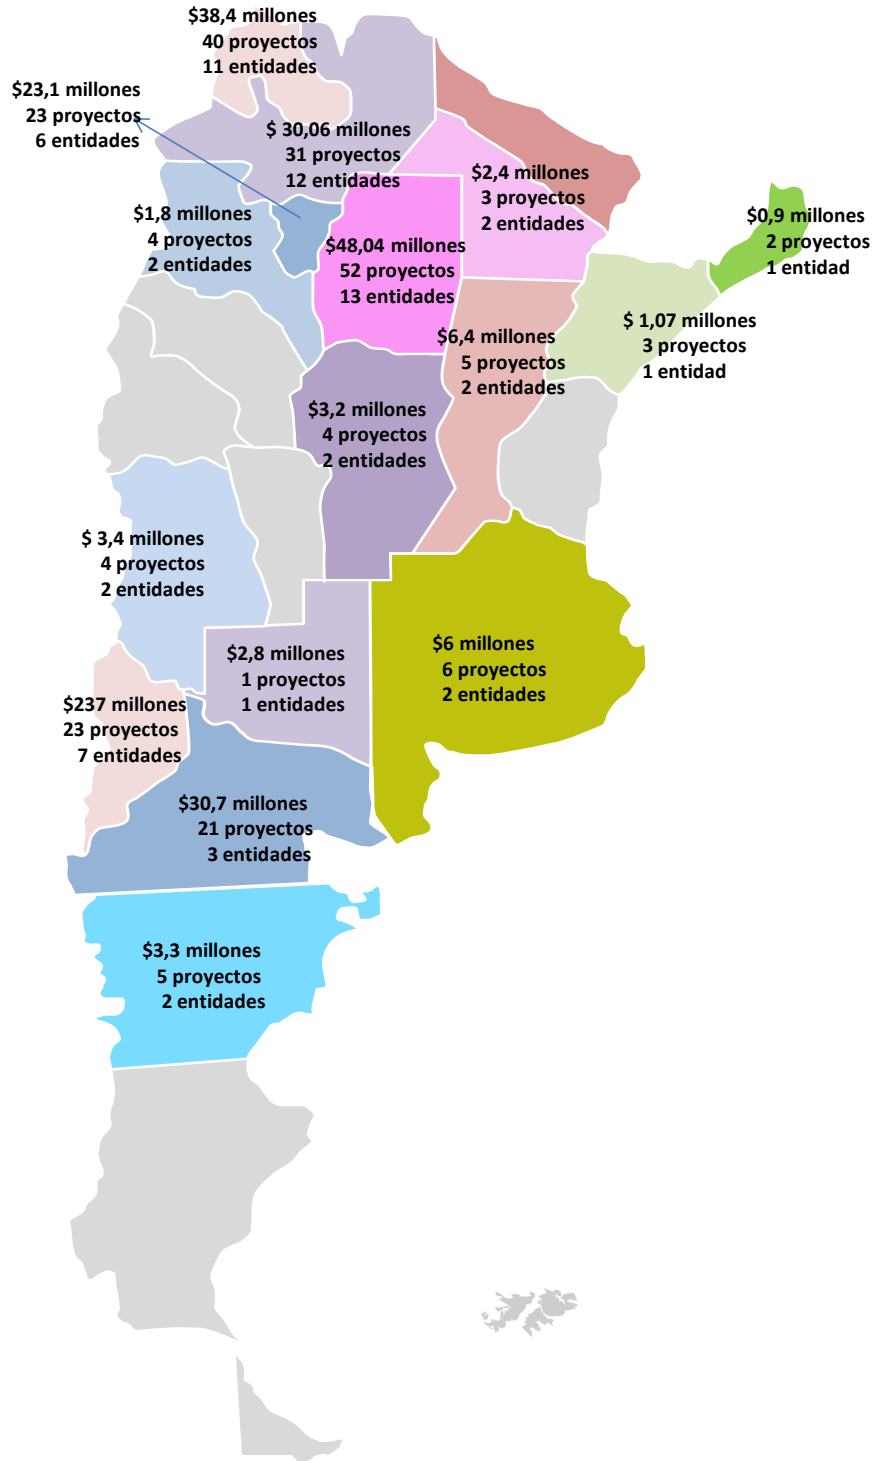 $38,4 millones
40 proyectos
11 entidades
$23,1 millones
23 proyectos
6 entidades
$ 30,06 millones
31 proyectos
12 entidades
$2,4 millones
3 proyectos
2 entidades
$1,8 millones
4 proyectos
2 entidades
$0,9 millones
2 proyectos
1 entidad
$48,04 millones
52 proyectos
13 entidades
$ 1,07 millones
3 proyectos
1 entidad
$6,4 millones
5 proyectos
2 entidades
$3,2 millones
4 proyectos
2 entidades
$ 3,4 millones
4 proyectos
2 entidades
$6 millones
6 proyectos
2 entidades
$2,8 millones
1 proyectos
1 entidades
$237 millones
23 proyectos
7 entidades
$30,7 millones
21 proyectos
3 entidades
$3,3 millones
5 proyectos
2 entidades